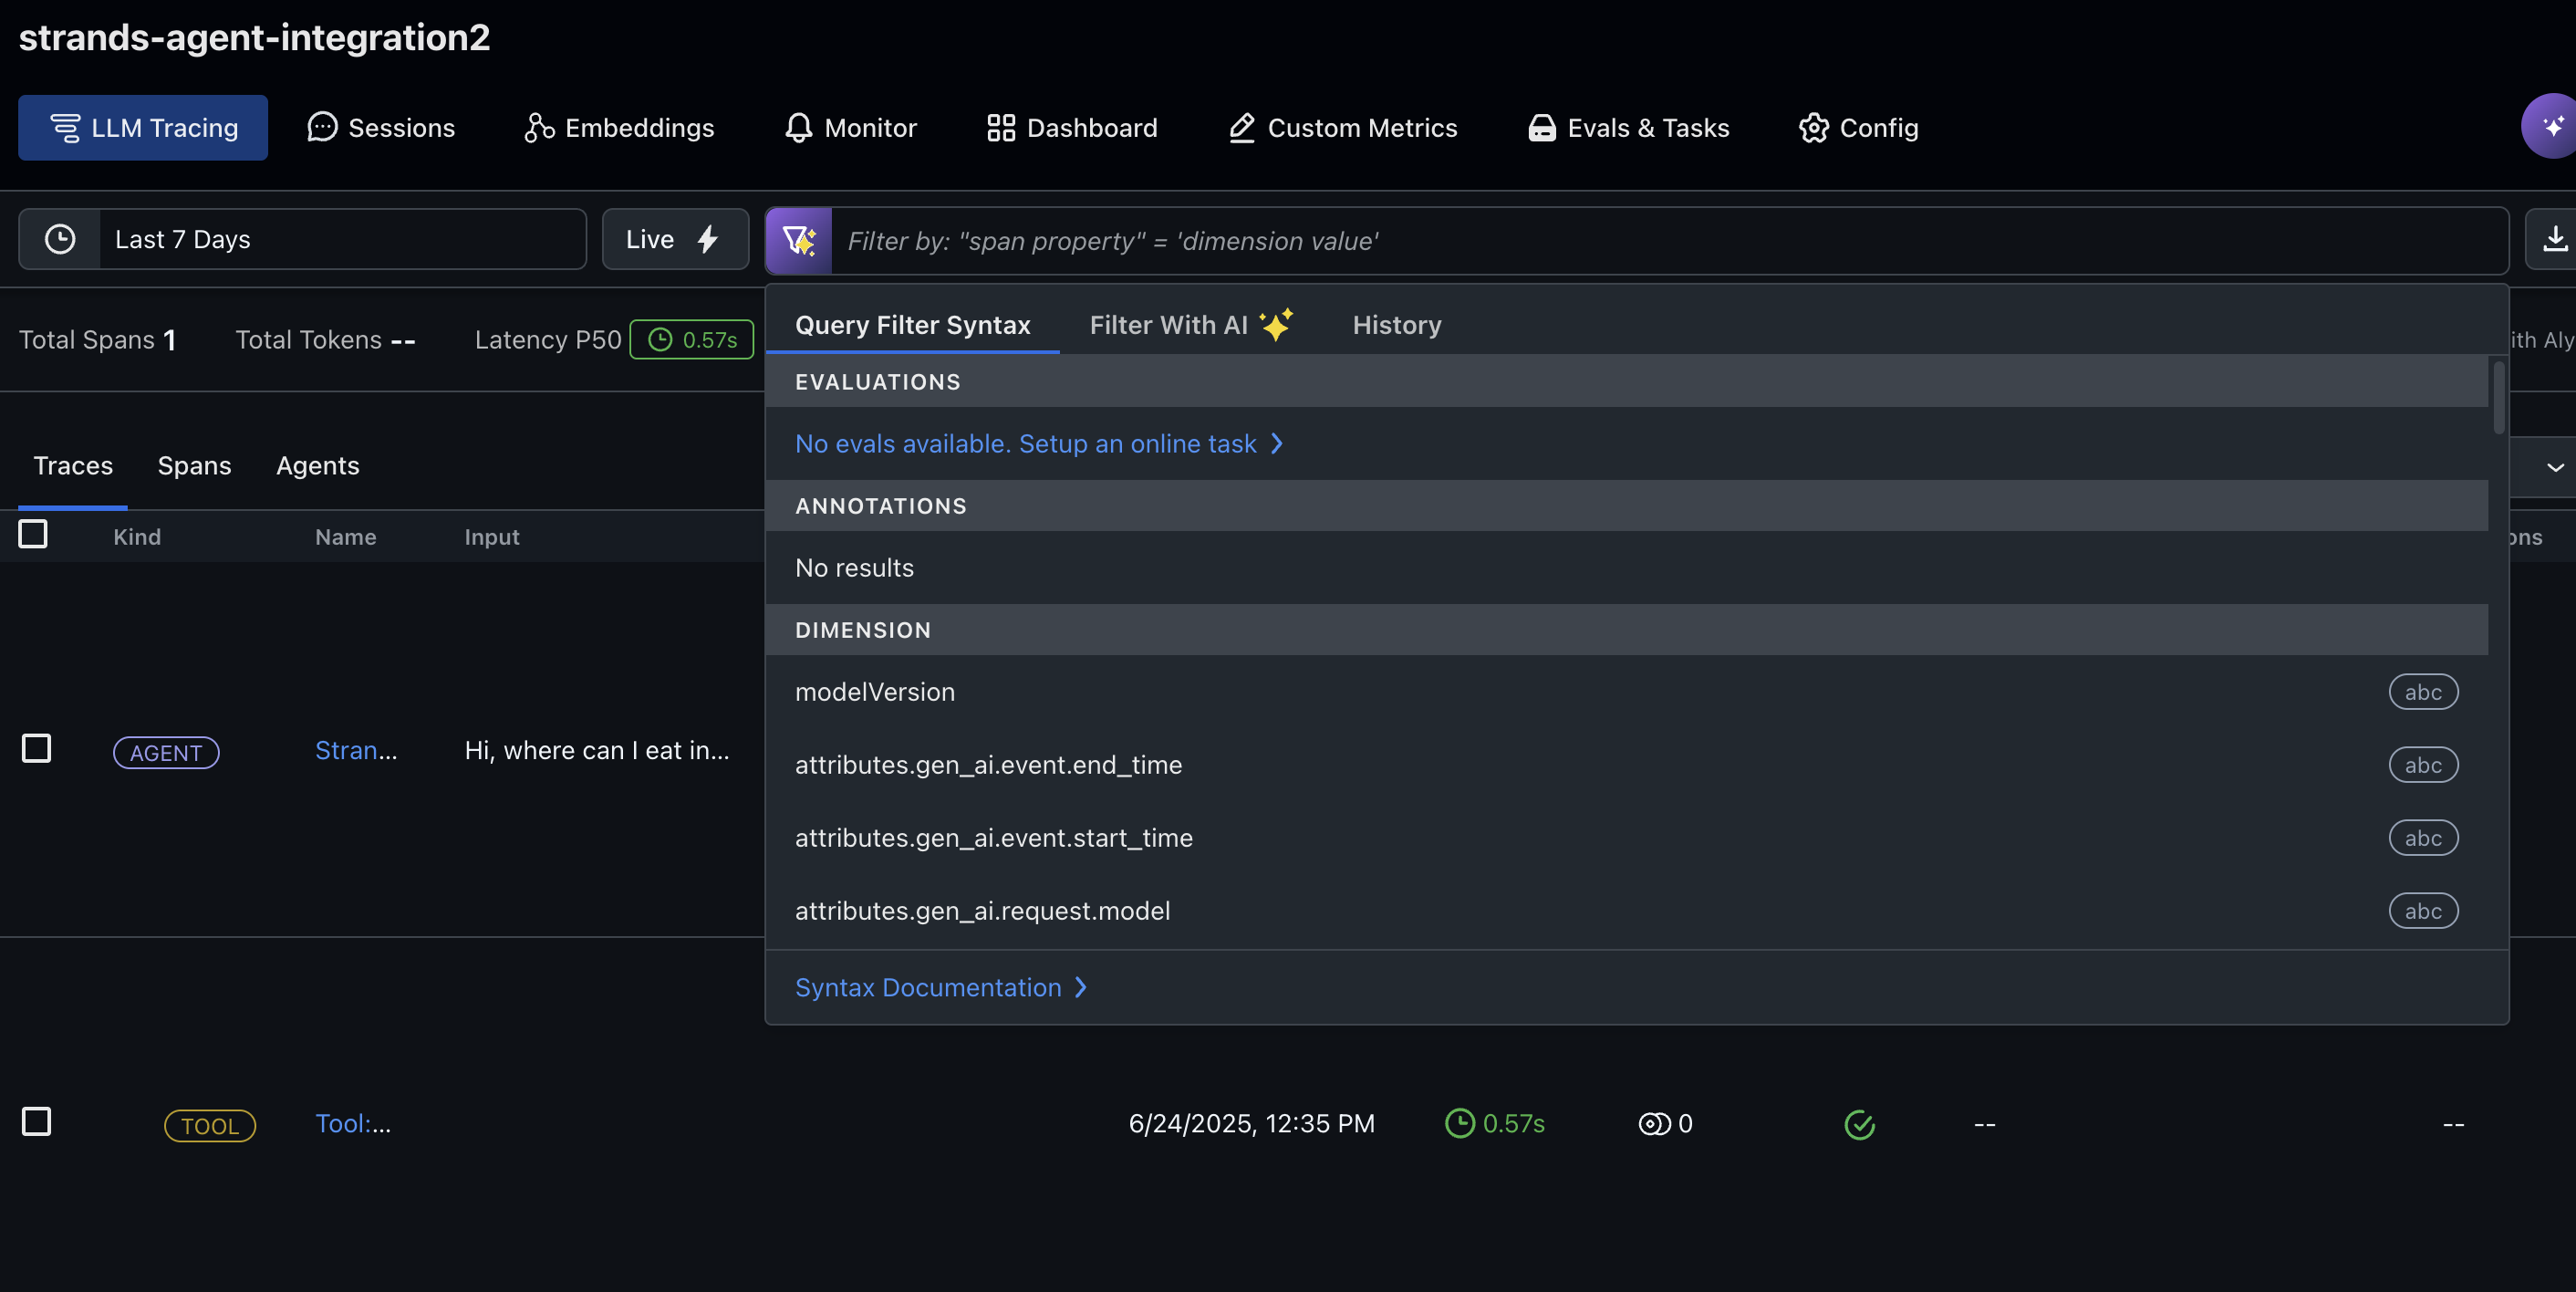 strands-agent-integration2
LLM Tracing Sessions Embeddings Monitor Dashboard Custom Metrics Evals & Tasks Config
Last 7 Days Live Filter by: "span property" = 'dimension value'
Total Spans 1 Total Tokens -- Latency P50 0.57s ith Aly
Query Filter Syntax Filter With AI History
EVALUATIONS
No evals available. Setup an online task
Traces Spans Agents
ANNOTATIONS
Kind Name Input ons
No results
DIMENSION
modelVersion abc
AGENT Stran... Hi, where can I eat in...
attributes.gen_ai.event.end_time abc
attributes.gen_ai.event.start_time abc
attributes.gen_ai.request.model abc
Syntax Documentation
TOOL Tool:... 6/24/2025, 12:35 PM 0.57s 0 -- --